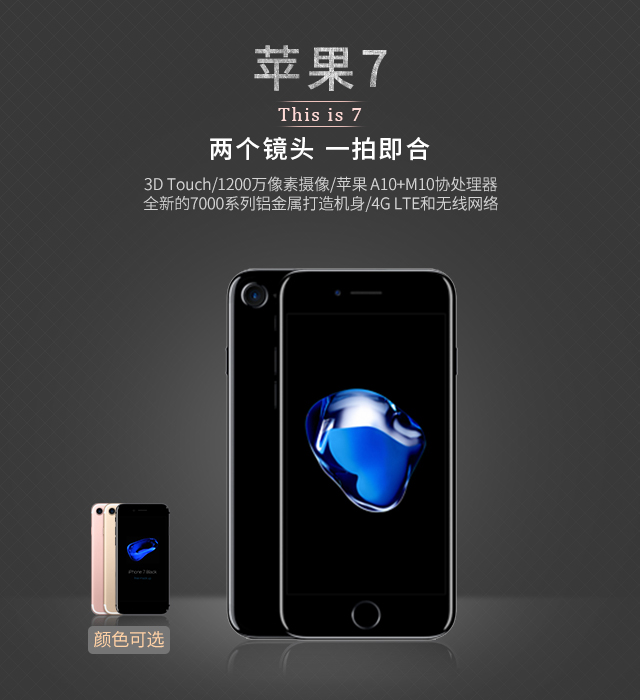 苹果7
This is 7
两个镜头 一拍即合
3D Touch/1200万像素摄像/苹果 A10+M10协处理器
全新的7000系列铝金属打造机身/4G LTE和无线网络
iPhone 7 Black
颜色可选